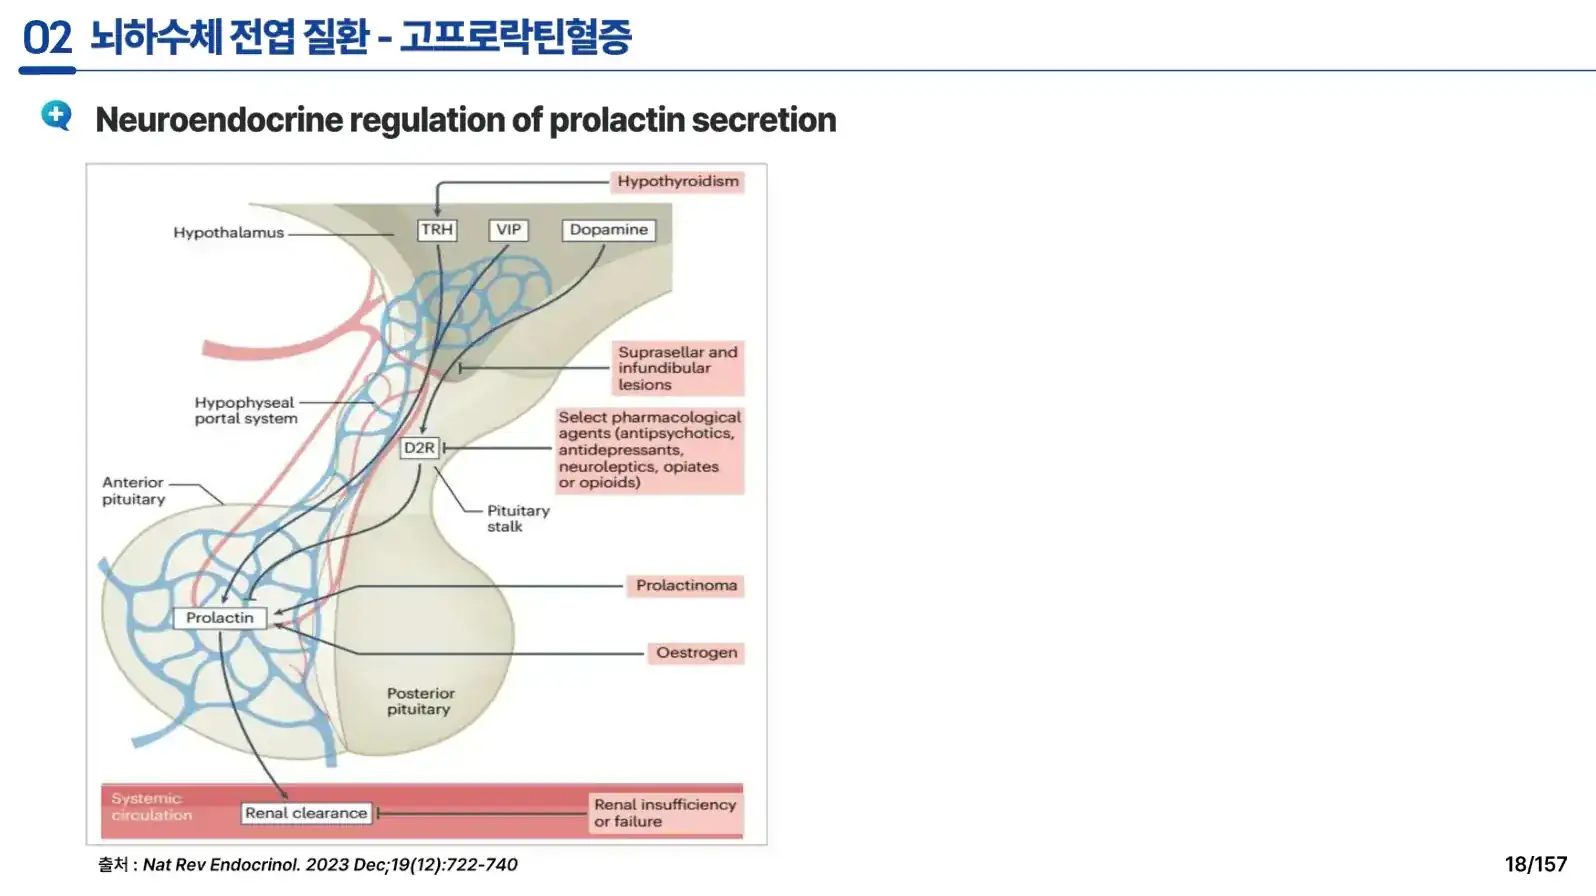 02 뇌하수체 전엽 질환 - 고프로락틴혈증
Neuroendocrine regulation of prolactin secretion
Hypothyroidism
Hypothalamus
TRH
VIP
Dopamine
Suprasellar and
infundibular
lesions
Hypophyseal
portal system
Select pharmacological
agents (antipsychotics,
antidepressants,
neuroleptics, opiates
or opioids)
D2R
Anterior
pituitary
Pituitary
stalk
Prolactinoma
Prolactin
Oestrogen
Posterior
pituitary
Systemic
circulation
Renal clearance
Renal insufficiency
or failure
출처 : Nat Rev Endocrinol. 2023 Dec;19(12):722-740
18/157